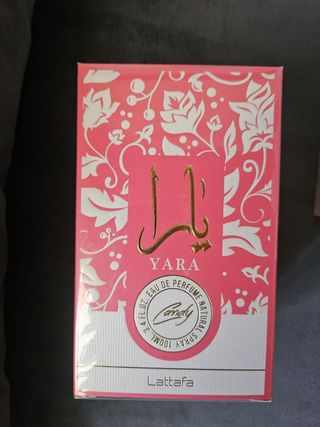 يارا
YARA
3.4 FL.OZ. EAU DE PERFUME NATURAL SPRAY 100ML
Candy
Lattafa